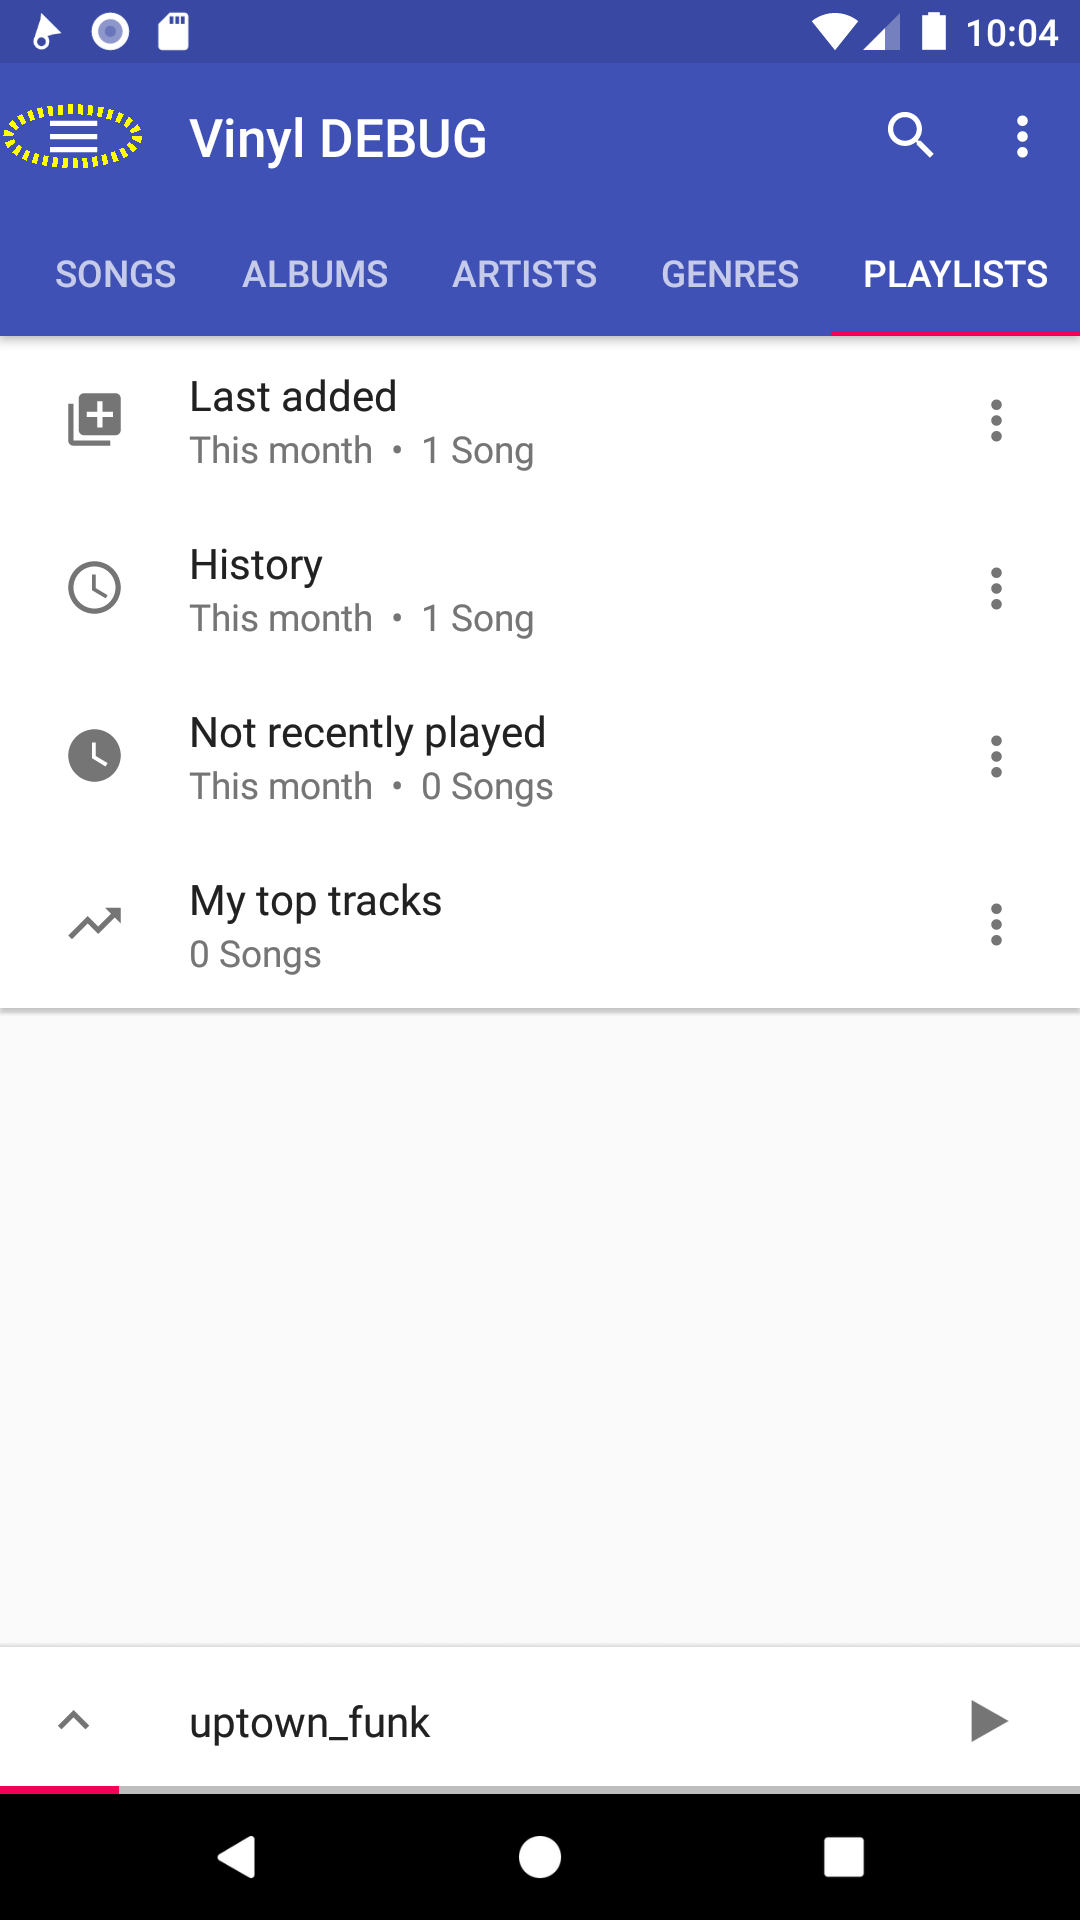 10:04
Vinyl DEBUG
SONGS ALBUMS ARTISTS GENRES PLAYLISTS
Last added
This month • 1 Song
History
This month • 1 Song
Not recently played
This month • 0 Songs
My top tracks
0 Songs
uptown_funk